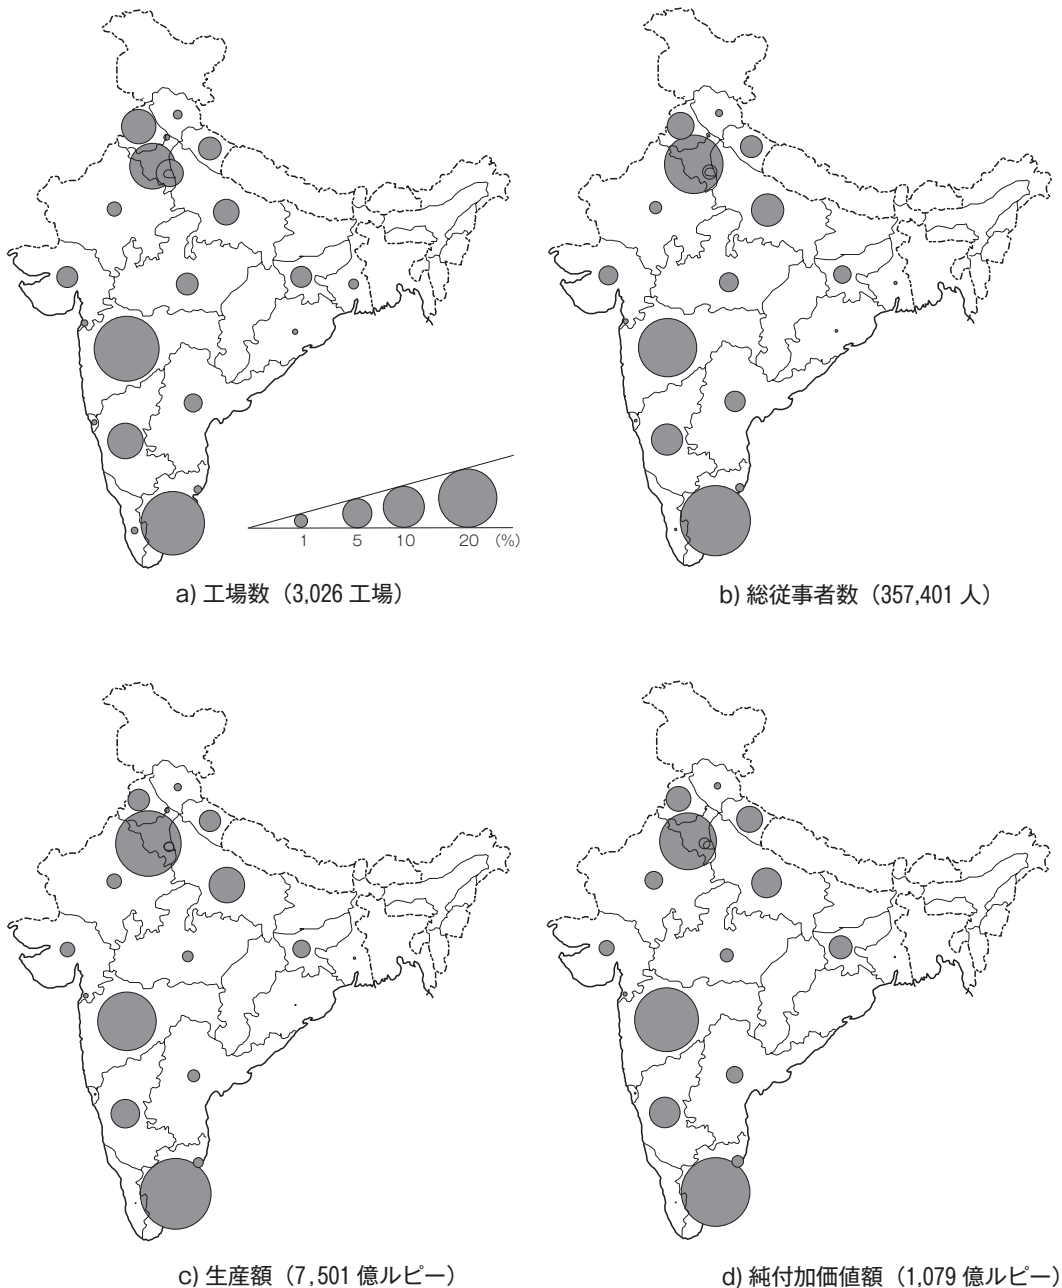 1 5 10 20 (%)
a) 工場数（3,026 工場）
b) 総従事者数（357,401 人）
c) 生産額（7,501 億ルピー）
d) 純付加価値額（1,079 億ルピー）